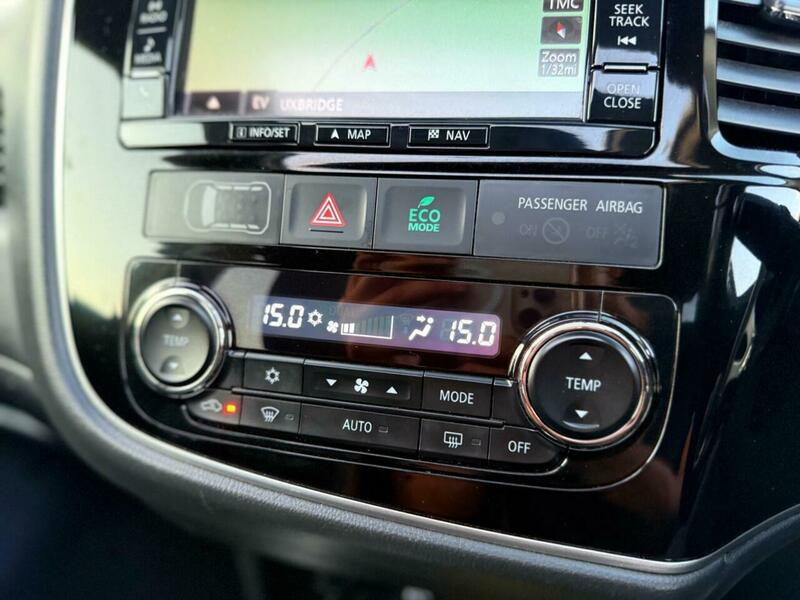 RADIO
MEDIA
TMC
Zoom
1/32mi
SEEK
TRACK
OPEN
CLOSE
EV UXBRIDGE
INFO/SET
MAP
NAV
ECO
MODE
PASSENGER AIRBAG
ON OFF
15.0
15.0
TEMP
MODE
TEMP
AUTO
OFF